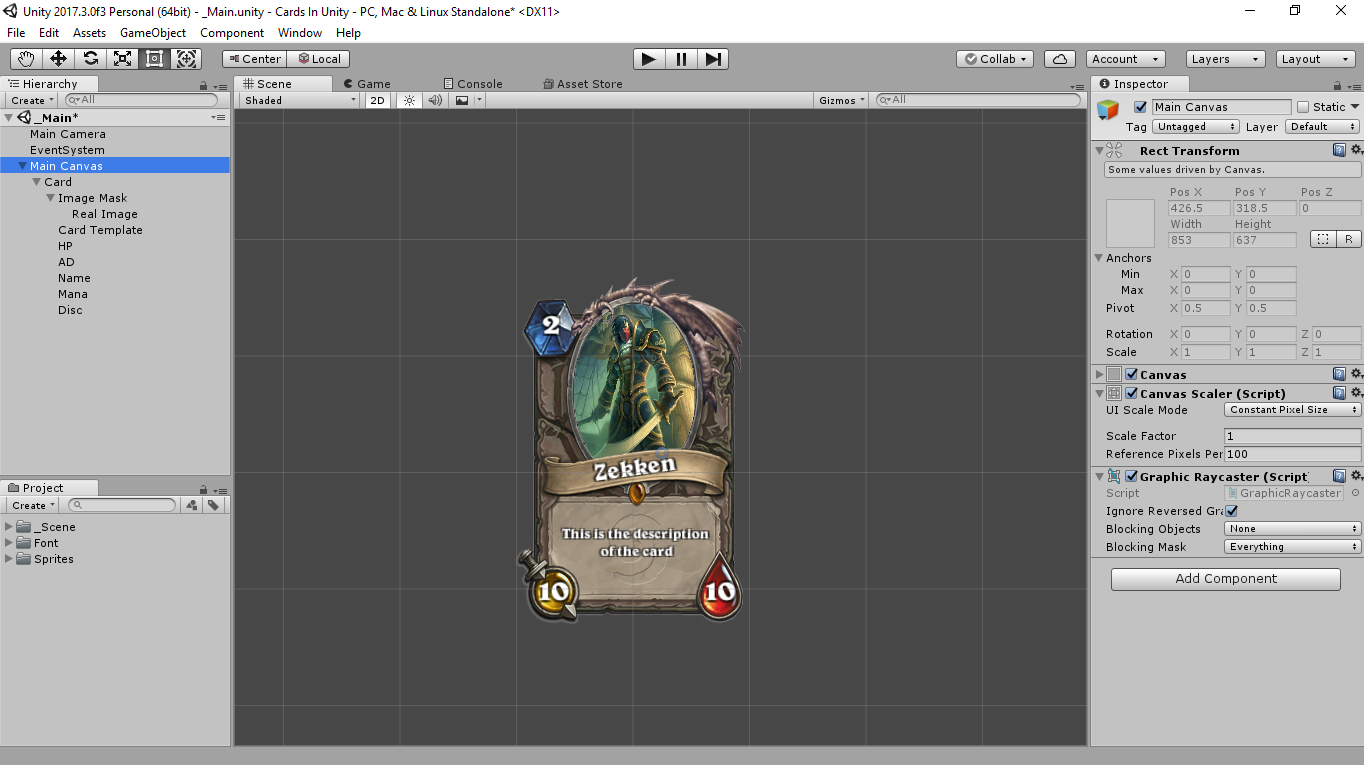 Unity 2017.3.0f3 Personal (64bit) - _Main.unity - Cards In Unity - PC, Mac & Linux Standalone* <DX11>
File Edit Assets GameObject Component Window Help
Center Local Collab Account Layers Layout
Hierarchy Scene Game Console Asset Store Inspector
Create All Shaded 2D Gizmos All
Main Canvas Static
_Main*
Tag Untagged Layer Default
Main Camera
EventSystem
Main Canvas
Card
Image Mask
Real Image
Card Template
HP
AD
Name
Mana
Disc
Rect Transform
Some values driven by Canvas.
Pos X Pos Y Pos Z
426.5 318.5 0
Width Height
853 637 R
Anchors
Min X 0 Y 0
Max X 0 Y 0
Pivot X 0.5 Y 0.5
Rotation X 0 Y 0 Z 0
Scale X 1 Y 1 Z 1
Canvas
Canvas Scaler (Script)
UI Scale Mode Constant Pixel Size
Scale Factor 1
Reference Pixels Per 100
Graphic Raycaster (Script)
Script GraphicRaycaster
Ignore Reversed Gra
Blocking Objects None
Blocking Mask Everything
Add Component
2
Zekken
This is the description
of the card
10 10
Project
Create
_Scene
Font
Sprites